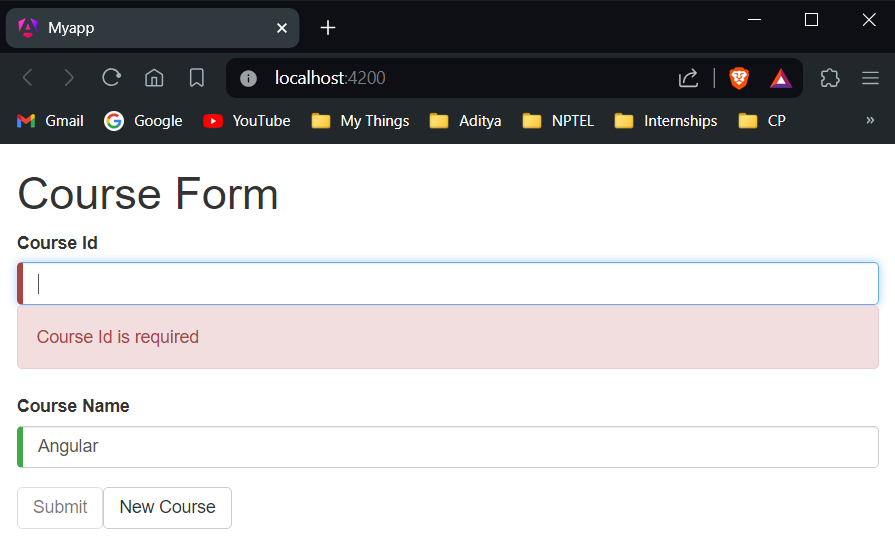 Myapp
localhost:4200
Gmail Google YouTube My Things Aditya NPTEL Internships CP »
Course Form
Course Id
Course Id is required
Course Name
Angular
Submit New Course